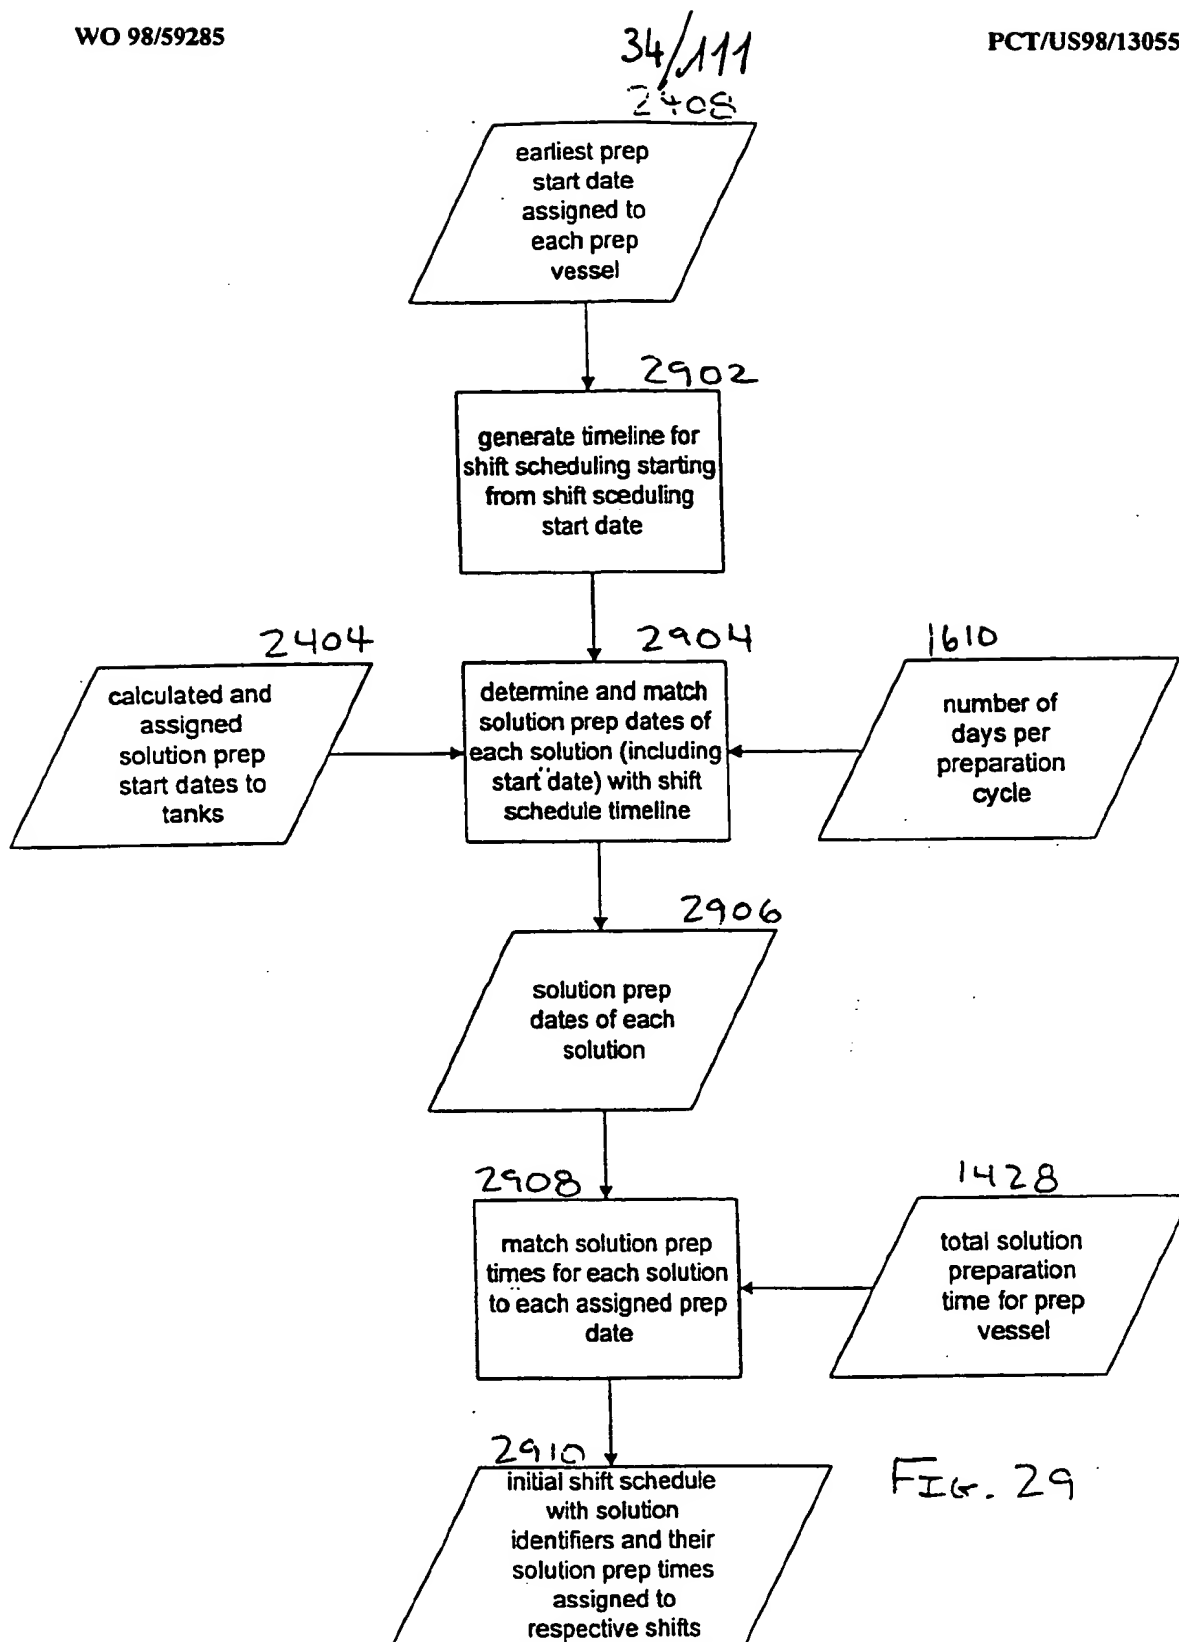 WO 98/59285
34/111
PCT/US98/13055
2408
earliest prep
start date
assigned to
each prep
vessel
2902
generate timeline for
shift scheduling starting
from shift sceduling
start date
2404
calculated and
assigned
solution prep
start dates to
tanks
2904
determine and match
solution prep dates of
each solution (including
start date) with shift
schedule timeline
1610
number of
days per
preparation
cycle
2906
solution prep
dates of each
solution
2908
match solution prep
times for each solution
to each assigned prep
date
1428
total solution
preparation
time for prep
vessel
2910
initial shift schedule
with solution
identifiers and their
solution prep times
assigned to
respective shifts
FIG. 29